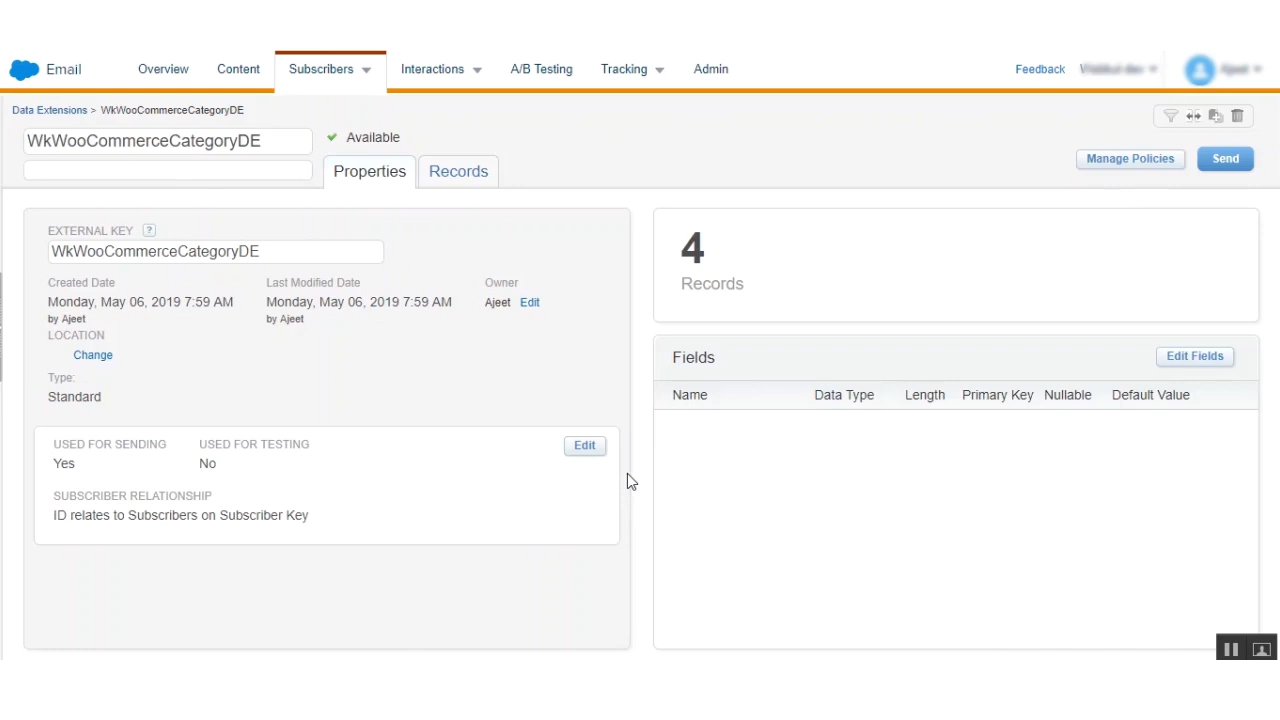 Email
Overview
Content
Subscribers
Interactions
A/B Testing
Tracking
Admin
Feedback
Data Extensions > WkWooCommerceCategoryDE
WkWooCommerceCategoryDE
Available
Properties
Records
Manage Policies
Send
EXTERNAL KEY ?
WkWooCommerceCategoryDE
Created Date
Last Modified Date
Owner
Monday, May 06, 2019 7:59 AM
Monday, May 06, 2019 7:59 AM
Ajeet Edit
by Ajeet
by Ajeet
LOCATION
Change
Type:
Standard
USED FOR SENDING
USED FOR TESTING
Edit
Yes
No
SUBSCRIBER RELATIONSHIP
ID relates to Subscribers on Subscriber Key
4
Records
Fields
Edit Fields
Name
Data Type
Length
Primary Key
Nullable
Default Value